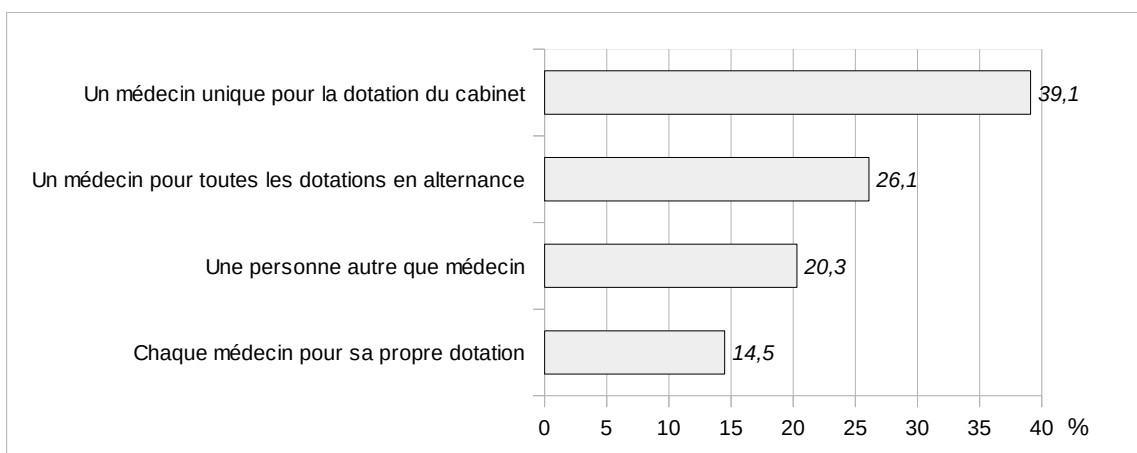 Un médecin unique pour la dotation du cabinet
39,1
Un médecin pour toutes les dotations en alternance
26,1
Une personne autre que médecin
20,3
Chaque médecin pour sa propre dotation
14,5
0 5 10 15 20 25 30 35 40 %